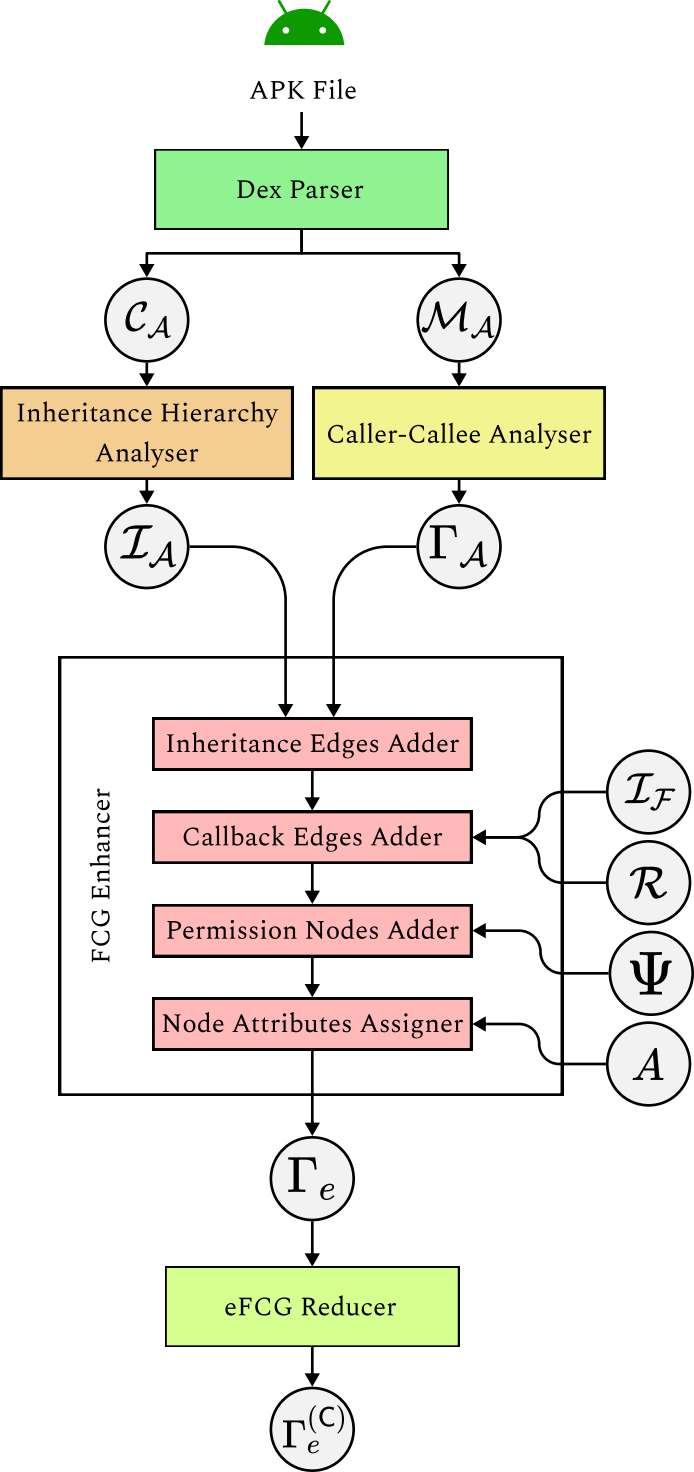 APK File
Dex Parser
𝒞_𝒜
ℳ_𝒜
Inheritance Hierarchy
Analyser
Caller-Callee Analyser
ℐ_𝒜
Γ_𝒜
FCG Enhancer
Inheritance Edges Adder
Callback Edges Adder
Permission Nodes Adder
Node Attributes Assigner
ℐ_ℱ
ℛ
Ψ
A
Γ_e
eFCG Reducer
Γ_e^(C)